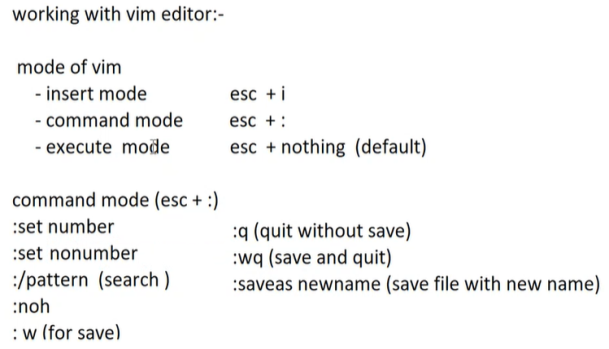 working with vim editor:-
mode of vim
- insert mode esc + i
- command mode esc + :
- execute mode esc + nothing (default)
command mode (esc + :)
:set number
:set nonumber
:/pattern (search )
:noh
: w (for save)
:q (quit without save)
:wq (save and quit)
:saveas newname (save file with new name)